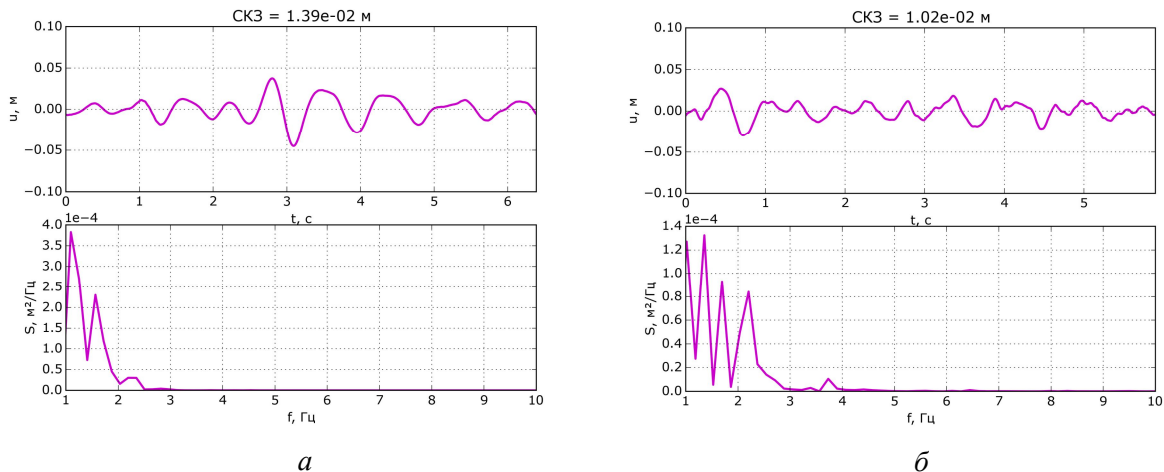 СКЗ = 1.39e-02 м
0.10
0.05
0.00
−0.05
−0.10
u, м
0 1 2 3 4 5 6
t, с
1e−4
4.0
3.5
3.0
2.5
2.0
1.5
1.0
0.5
0.0
S, м²/Гц
1 2 3 4 5 6 7 8 9 10
f, Гц
а
СКЗ = 1.02e-02 м
0.10
0.05
0.00
−0.05
−0.10
u, м
0 1 2 3 4 5
t, с
1e−4
1.4
1.2
1.0
0.8
0.6
0.4
0.2
0.0
S, м²/Гц
1 2 3 4 5 6 7 8 9 10
f, Гц
б